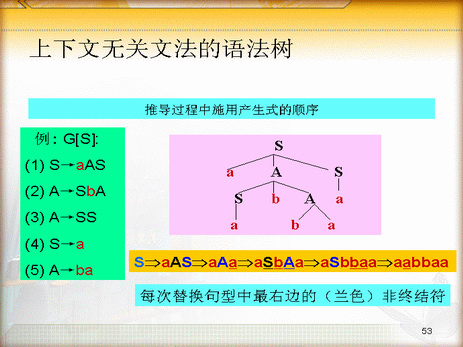 上下文无关文法的语法树
推导过程中施用产生式的顺序
例: G[S]:
(1) S→aAS
(2) A→SbA
(3) A→SS
(4) S→a
(5) A→ba
S
a A S
S b A a
a b a
S⇒aAS⇒aAa⇒aSbAa⇒aSbbaa⇒aabbaa
每次替换句型中最右边的（兰色）非终结符
53